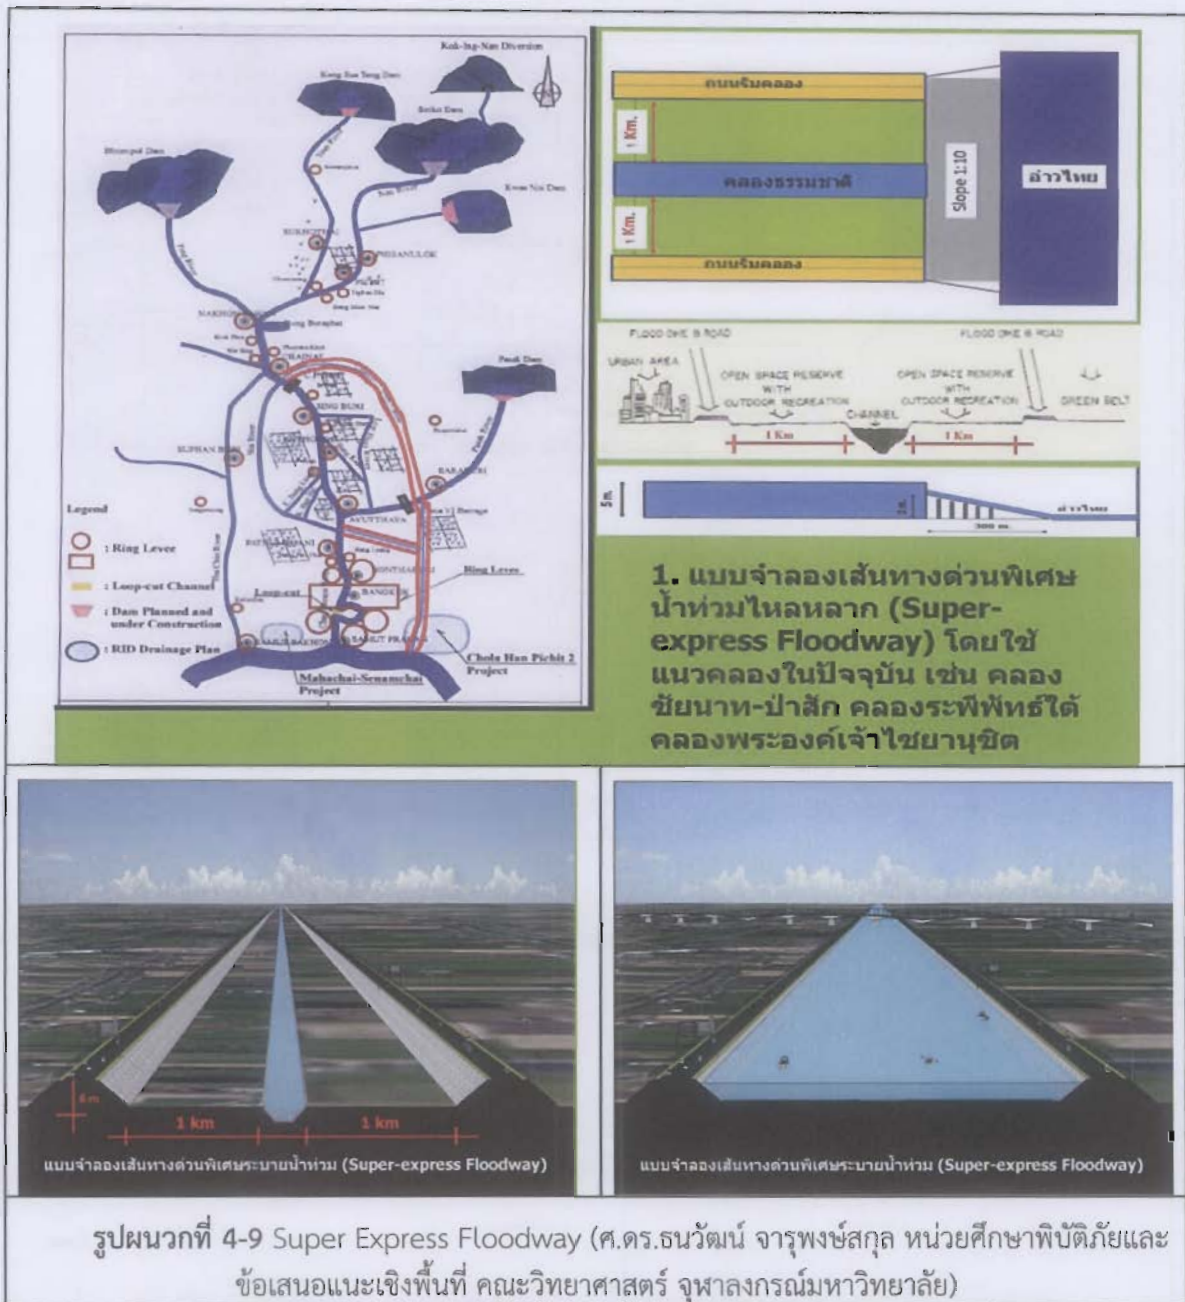 Kok-Ing-Nan Diversion
Keng Sua Teng Dam
Sirikit Dam
Bhumipol Dam
Kwae Noi Dam
Nan River
Ping River
PHISANULOK
CHAINAT
SING BURI
Pasak Dam
Pasak River
AYUTTHAYA
BANGKOK
Legend
: Ring Levee
: Loop-cut Channel
: Dam Planned and
under Construction
: RID Drainage Plan
Loop-cut
Ring Levee
Mahachai-Senamchai
Project
Chola Han Pichit 2
Project
ถนนริมคลอง
1 Km.
คลองธรรมชาติ
1 Km.
ถนนริมคลอง
Slope 1:10
อ่าวไทย
FLOOD DIKE & ROAD
FLOOD DIKE & ROAD
URBAN AREA
OPEN SPACE RESERVE
WITH
OUTDOOR RECREATION
CHANNEL
OPEN SPACE RESERVE
WITH
OUTDOOR RECREATION
GREEN BELT
1 Km
1 Km
5m.
300 m.
อ่าวไทย
1. แบบจำลองเส้นทางด่วนพิเศษ
น้ำท่วมไหลหลาก (Super-
express Floodway) โดยใช้
แนวคลองในปัจจุบัน เช่น คลอง
ชัยนาท-ป่าสัก คลองระพีพัทธ์ใต้
คลองพระองค์เจ้าไชยานุชิต
1 km
1 km
แบบจำลองเส้นทางด่วนพิเศษระบายน้ำท่วม (Super-express Floodway)
แบบจำลองเส้นทางด่วนพิเศษระบายน้ำท่วม (Super-express Floodway)
รูปผนวกที่ 4-9 Super Express Floodway (ศ.ดร.ธนวัฒน์ จารุพงษ์สกุล หน่วยศึกษาพิบัติภัยและ
ข้อเสนอแนะเชิงพื้นที่ คณะวิทยาศาสตร์ จุฬาลงกรณ์มหาวิทยาลัย)